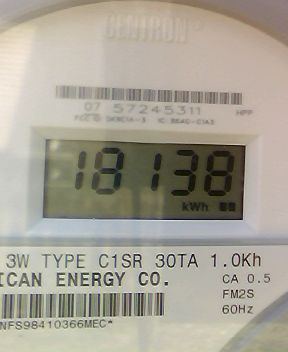 CENTRON®
07 57245311 HPP
18138
kWh
3W TYPE C1SR 30TA 1.0Kh
ICAN ENERGY CO.
CA 0.5
FM2S
60Hz
NFS98410366MEC*